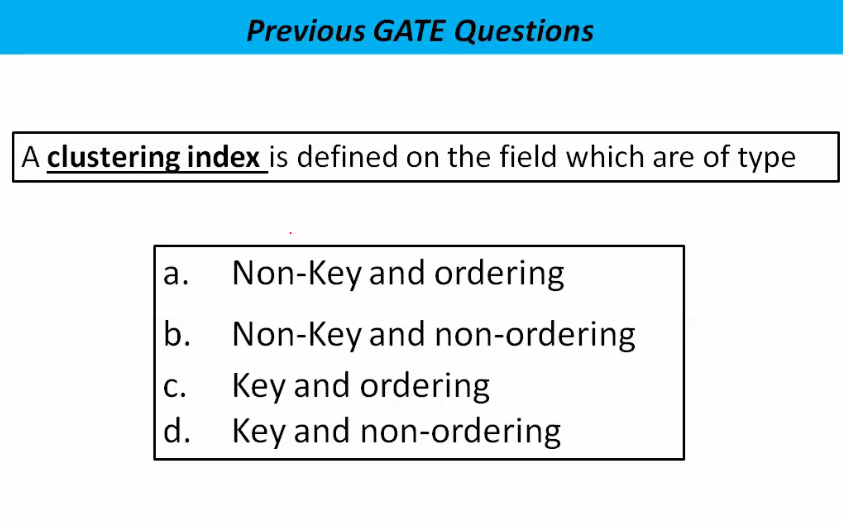 Previous GATE Questions
A clustering index is defined on the field which are of type
a. Non-Key and ordering
b. Non-Key and non-ordering
c. Key and ordering
d. Key and non-ordering